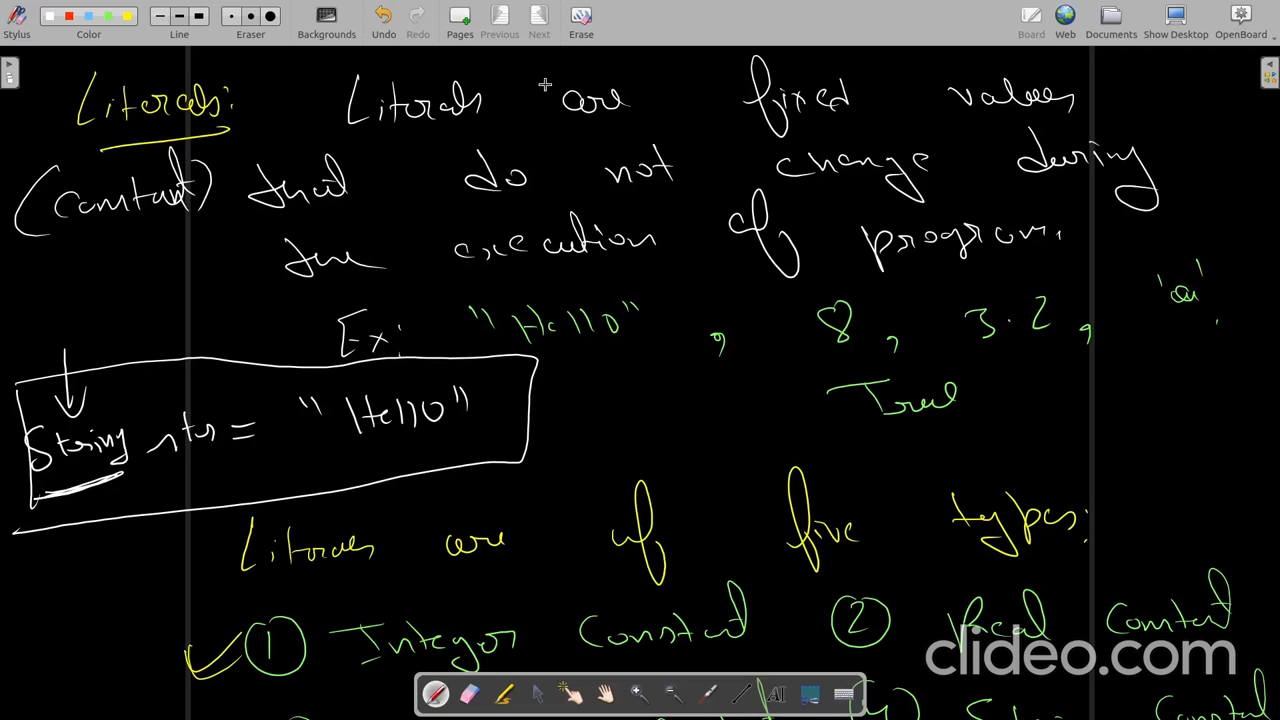 Stylus Color Line Eraser Backgrounds Undo Redo Pages Previous Next Erase Board Web Documents Show Desktop OpenBoard
Literals: Literals are fixed values
(constant) that do not change during
the execution of program.
Ex: "Hello", 8, 3.2, 'a',
True
String str = "Hello"
Literals are of five types:
① Integer Constant ② Real Constant
clideo.com